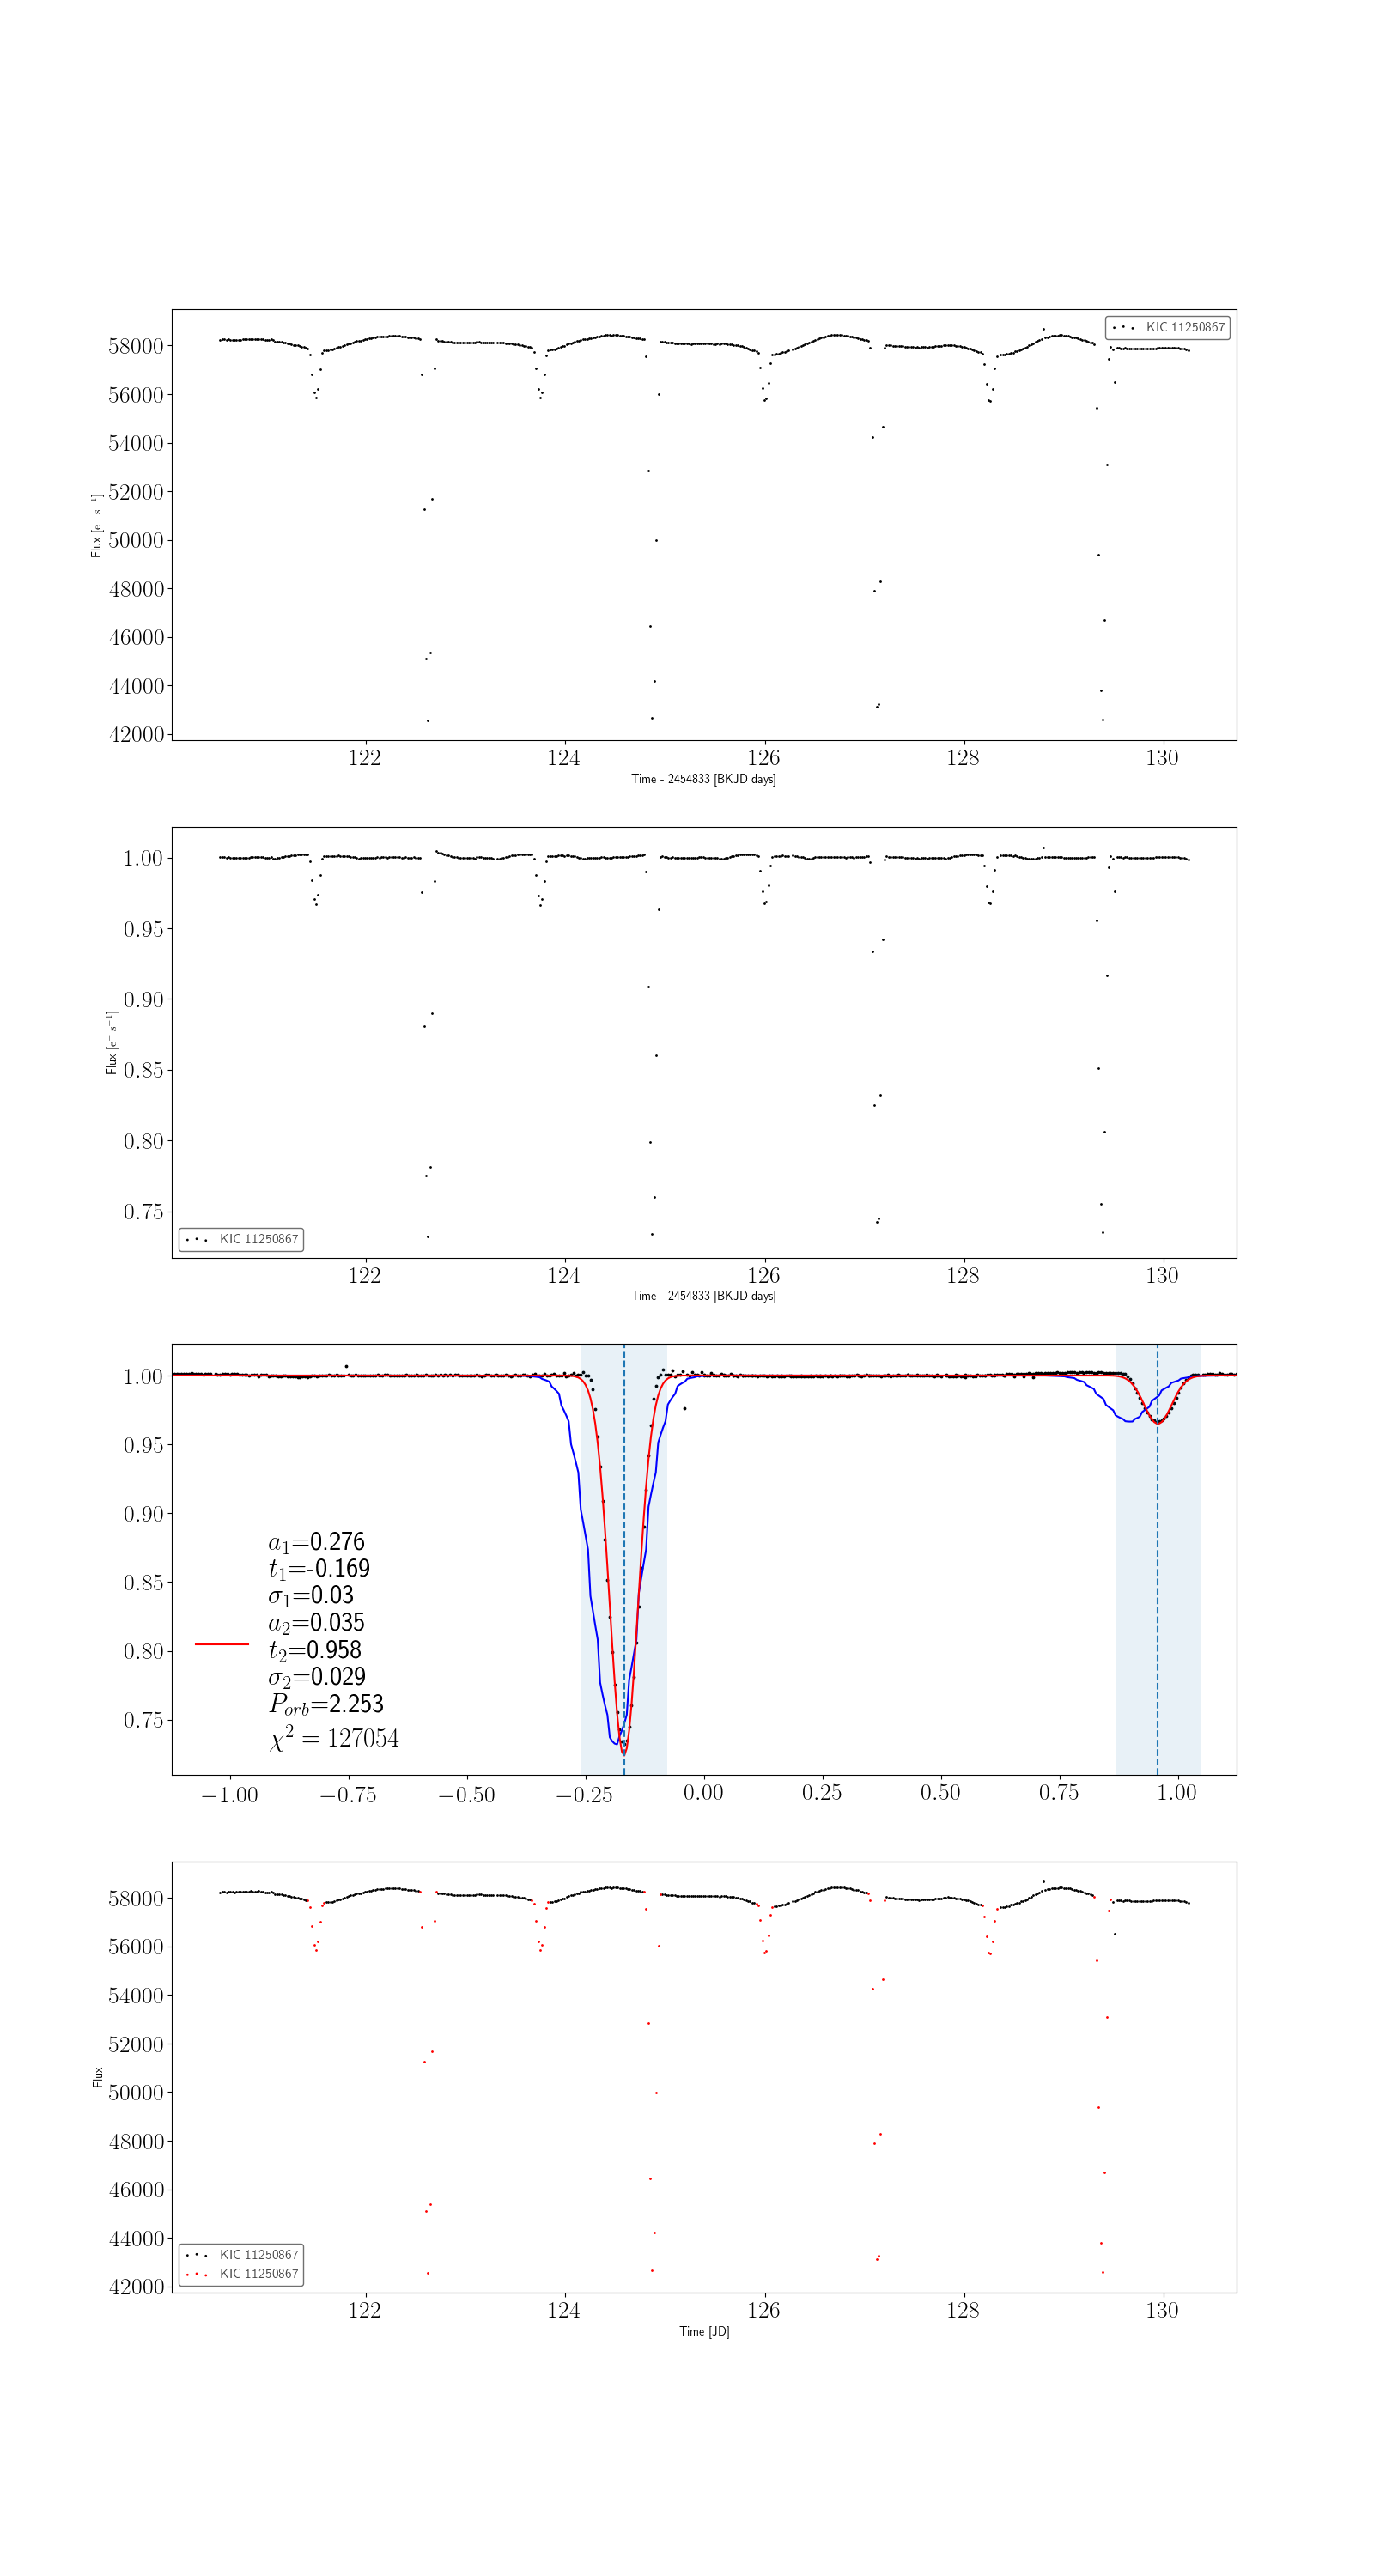 58000
56000
54000
52000
50000
48000
46000
44000
42000
Flux [e⁻ s⁻¹]
KIC 11250867
122 124 126 128 130
Time - 2454833 [BKJD days]
1.00
0.95
0.90
0.85
0.80
0.75
Flux [e⁻ s⁻¹]
KIC 11250867
122 124 126 128 130
Time - 2454833 [BKJD days]
1.00
0.95
0.90
0.85
0.80
0.75
a₁=0.276
t₁=-0.169
σ₁=0.03
a₂=0.035
t₂=0.958
σ₂=0.029
Pₒᵣb=2.253
χ² = 127054
−1.00 −0.75 −0.50 −0.25 0.00 0.25 0.50 0.75 1.00
58000
56000
54000
52000
50000
48000
46000
44000
42000
Flux
KIC 11250867
KIC 11250867
122 124 126 128 130
Time [JD]